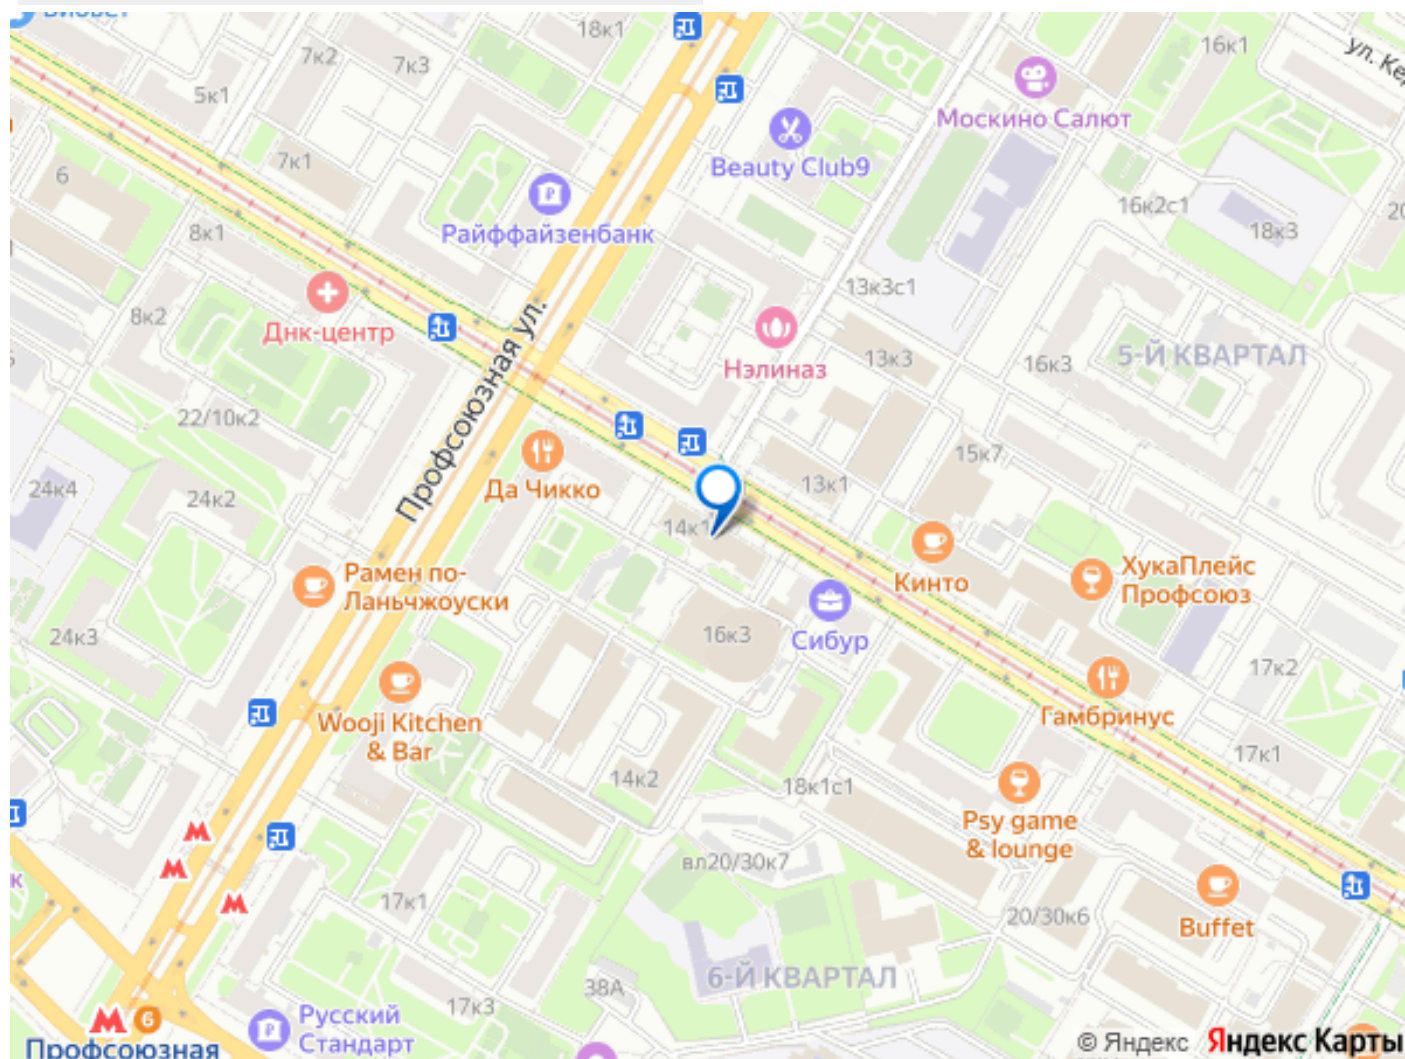 18к1
7к2
7к3
16к1
5к1
Москино Салют
Beauty Club9
7к1
6
16к2с1
18к3
Райффайзенбанк
8к1
13к3с1
8к2
Днк-центр
Профсоюзная ул.
Нэлиназ
13к3
16к3
5-Й КВАРТАЛ
22/10к2
15к7
Да Чикко
24к4
24к2
13к1
14к1
Кинто
ХукаПлейс
Профсоюз
Рамен по-
Ланьчжоуски
24к3
16к3
Сибур
17к2
Гамбринус
Wooji Kitchen
& Bar
17к1
14к2
18к1с1
Psy game
& lounge
вл20/30к7
17к1
20/30к6
Buffet
6-Й КВАРТАЛ
38А
17к3
6
Русский
Стандарт
Профсоюзная
© Яндекс Яндекс Карты